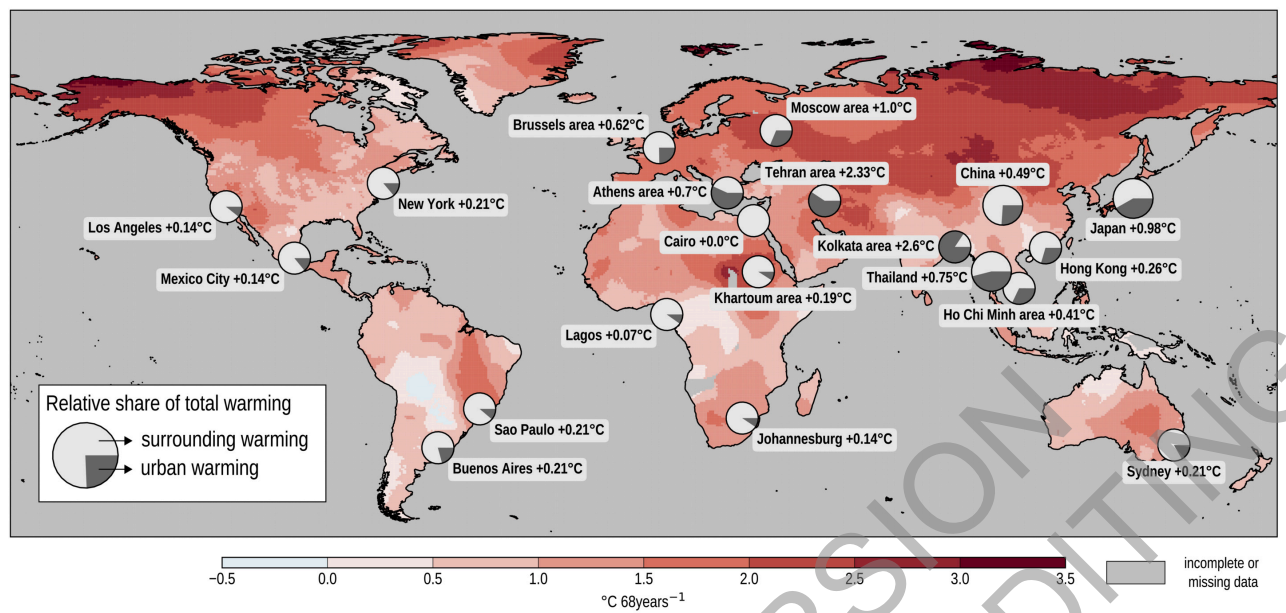 Moscow area +1.0°C
Brussels area +0.62°C
Tehran area +2.33°C
China +0.49°C
Athens area +0.7°C
New York +0.21°C
Los Angeles +0.14°C
Japan +0.98°C
Cairo +0.0°C
Kolkata area +2.6°C
Mexico City +0.14°C
Hong Kong +0.26°C
Thailand +0.75°C
Khartoum area +0.19°C
Ho Chi Minh area +0.41°C
Lagos +0.07°C
Relative share of total warming
surrounding warming
urban warming
Sao Paulo +0.21°C
Johannesburg +0.14°C
Buenos Aires +0.21°C
Sydney +0.21°C
−0.5 0.0 0.5 1.0 1.5 2.0 2.5 3.0 3.5
°C 68years⁻¹
incomplete or
missing data